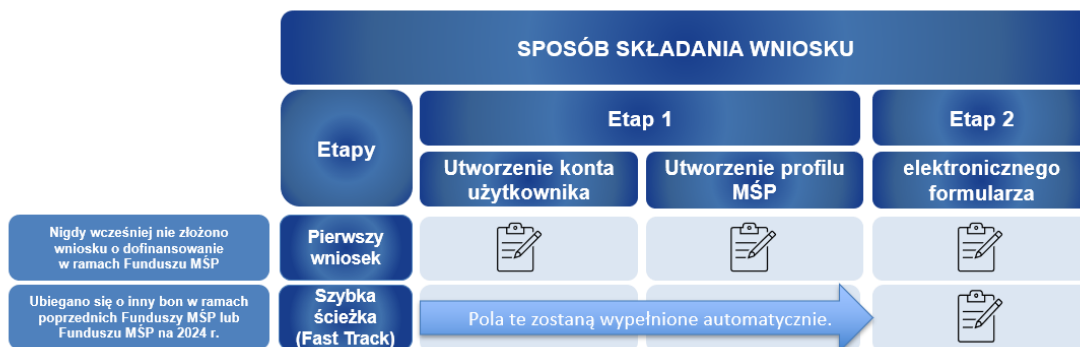 SPOSÓB SKŁADANIA WNIOSKU
Etapy
Etap 1
Etap 2
Utworzenie konta
użytkownika
Utworzenie profilu
MŚP
elektronicznego
formularza
Nigdy wcześniej nie złożono
wniosku o dofinansowanie
w ramach Funduszu MŚP
Pierwszy
wniosek
Ubiegano się o inny bon w ramach
poprzednich Funduszy MŚP lub
Funduszu MŚP na 2024 r.
Szybka
ścieżka
(Fast Track)
Pola te zostaną wypełnione automatycznie.